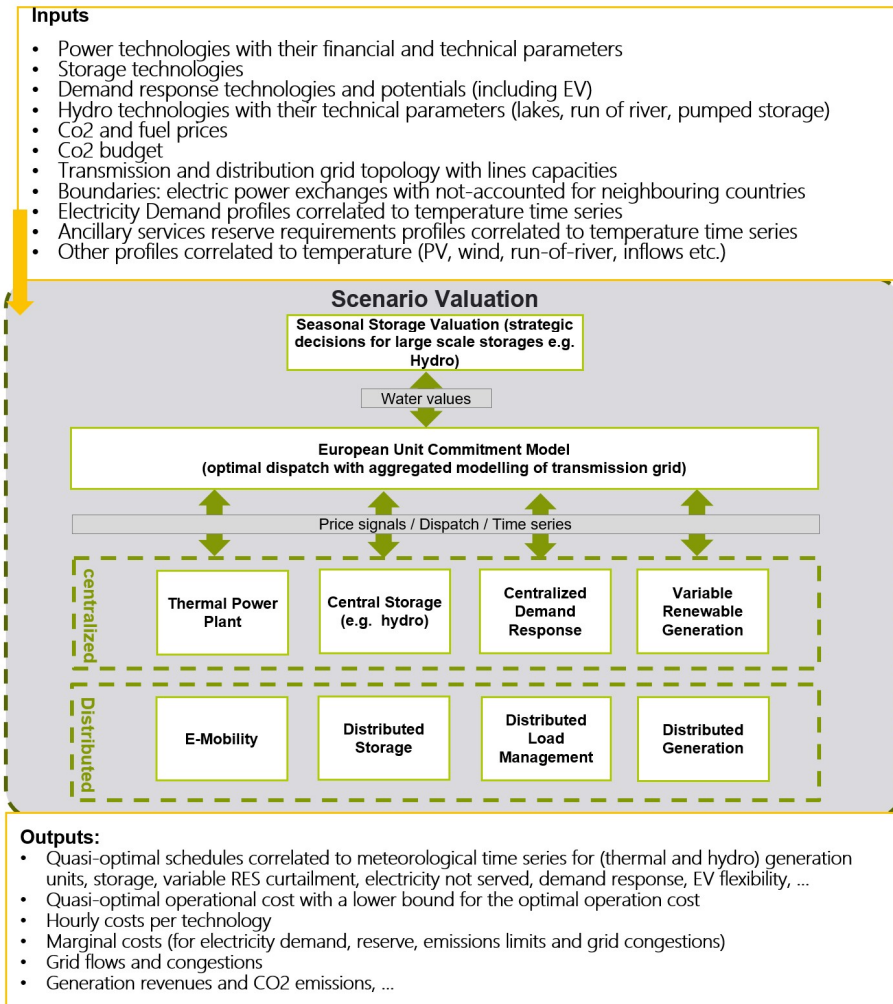 Inputs
• Power technologies with their financial and technical parameters
• Storage technologies
• Demand response technologies and potentials (including EV)
• Hydro technologies with their technical parameters (lakes, run of river, pumped storage)
• Co2 and fuel prices
• Co2 budget
• Transmission and distribution grid topology with lines capacities
• Boundaries: electric power exchanges with not-accounted for neighbouring countries
• Electricity Demand profiles correlated to temperature time series
• Ancillary services reserve requirements profiles correlated to temperature time series
• Other profiles correlated to temperature (PV, wind, run-of-river, inflows etc.)
Scenario Valuation
Seasonal Storage Valuation (strategic
decisions for large scale storages e.g.
Hydro)
Water values
European Unit Commitment Model
(optimal dispatch with aggregated modelling of transmission grid)
Price signals / Dispatch / Time series
centralized
Thermal Power
Plant
Central Storage
(e.g. hydro)
Centralized
Demand
Response
Variable
Renewable
Generation
Distributed
E-Mobility
Distributed
Storage
Distributed
Load
Management
Distributed
Generation
Outputs:
• Quasi-optimal schedules correlated to meteorological time series for (thermal and hydro) generation
units, storage, variable RES curtailment, electricity not served, demand response, EV flexibility, ...
• Quasi-optimal operational cost with a lower bound for the optimal operation cost
• Hourly costs per technology
• Marginal costs (for electricity demand, reserve, emissions limits and grid congestions)
• Grid flows and congestions
• Generation revenues and CO2 emissions, ...